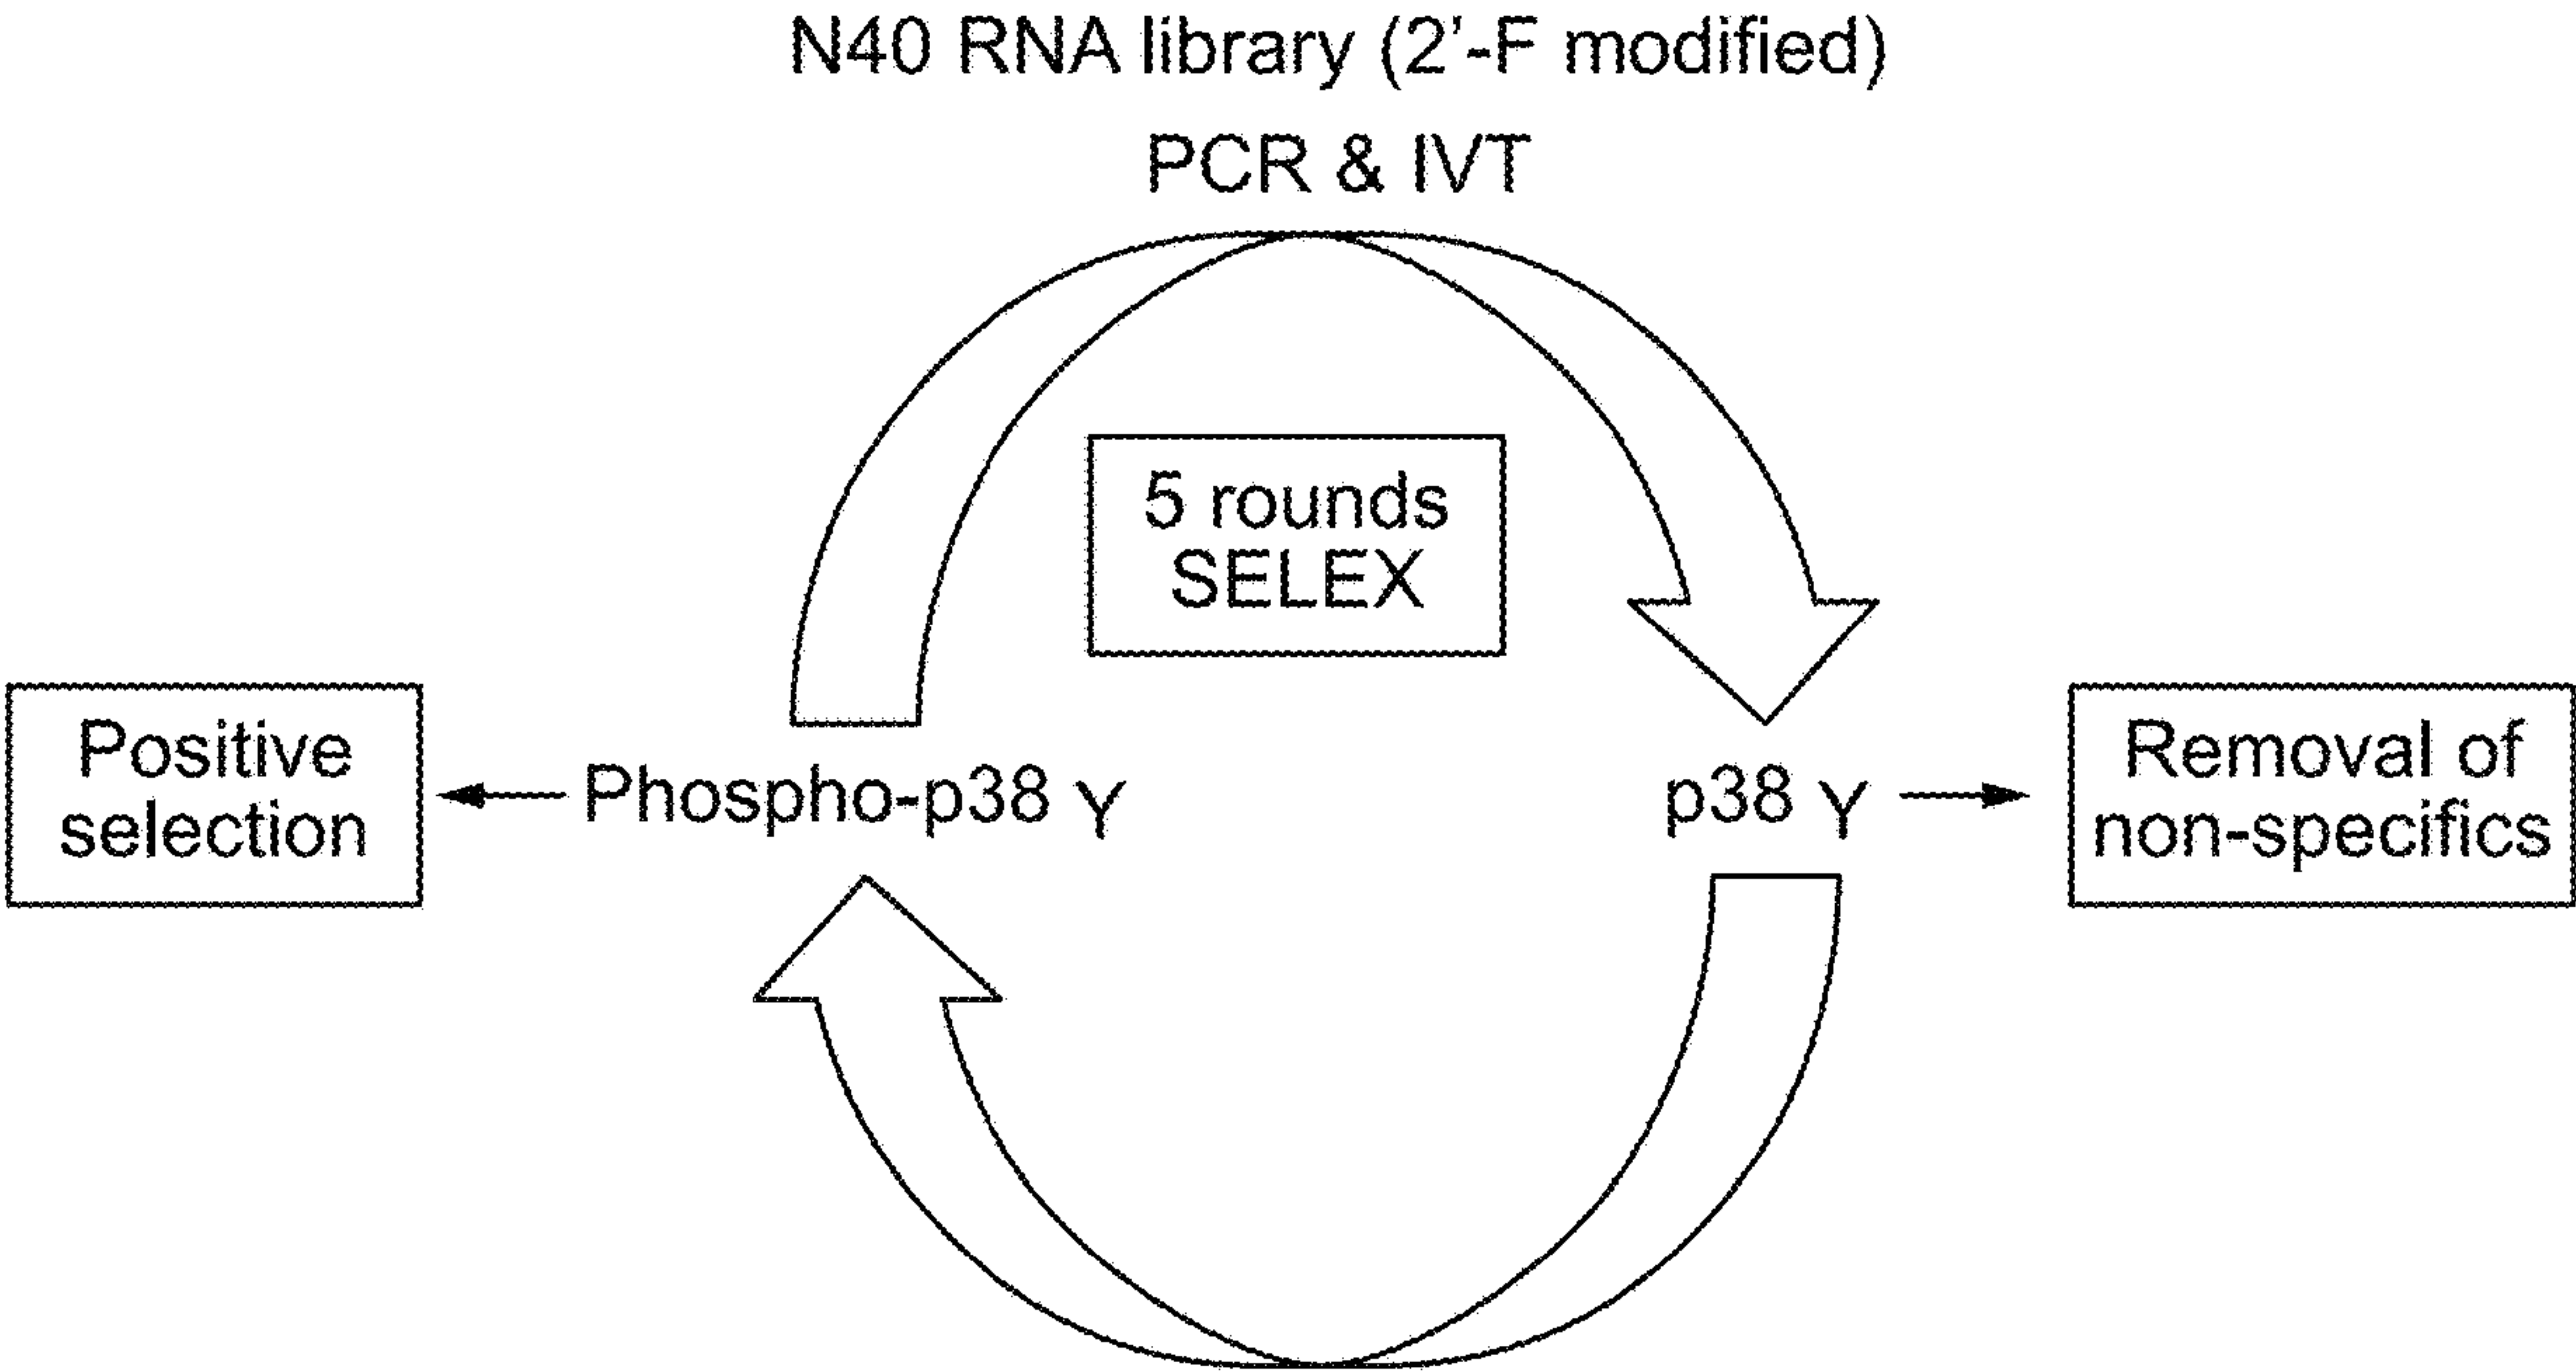 N40 RNA library (2'-F modified)
PCR & IVT
5 rounds
SELEX
Positive
selection
Phospho-p38 γ
p38 γ
Removal of
non-specifics